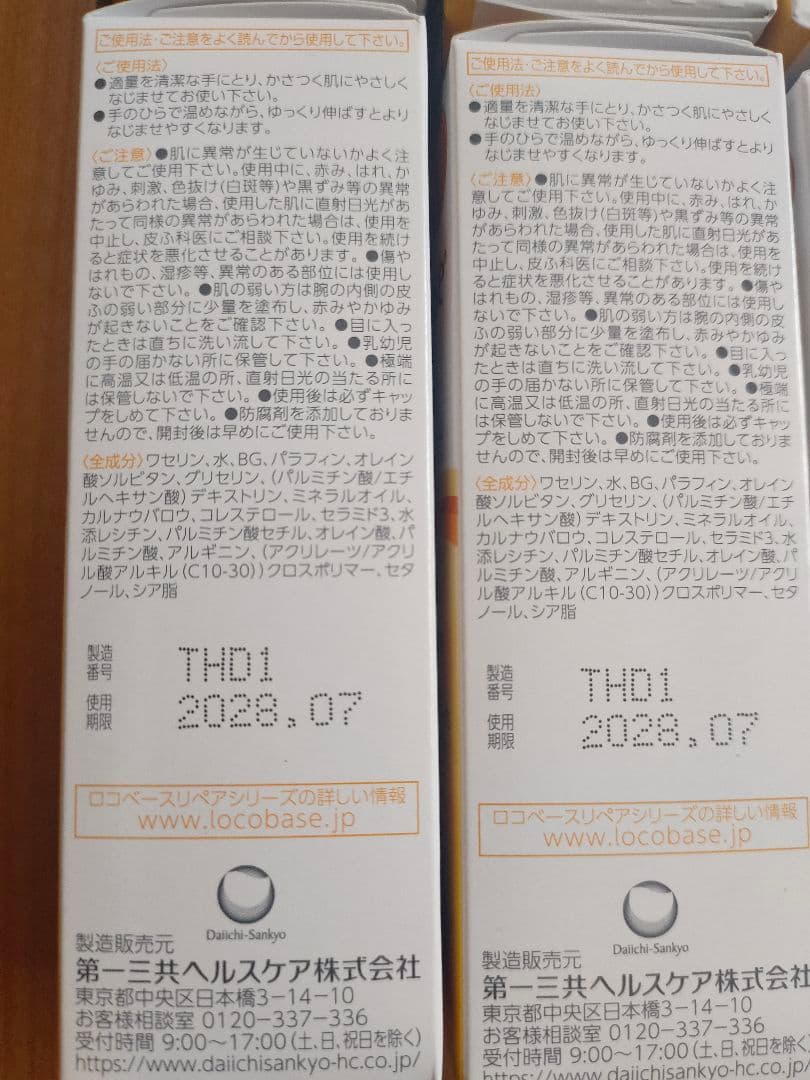 ご使用法・ご注意をよく読んでから使用して下さい。
〈ご使用法〉
●適量を清潔な手にとり、かさつく肌にやさしく
なじませてお使い下さい。
●手のひらで温めながら、ゆっくり伸ばすとより
なじませやすくなります。
〈ご注意〉●肌に異常が生じていないかよく注
意してご使用下さい。使用中に、赤み、はれ、か
ゆみ、刺激、色抜け(白斑等)や黒ずみ等の異常
があらわれた場合、使用した肌に直射日光があ
たって同様の異常があらわれた場合は、使用を
中止し、皮ふ科医にご相談下さい。使用を続け
ると症状を悪化させることがあります。●傷や
はれもの、湿疹等、異常のある部位には使用し
ないで下さい。●肌の弱い方は腕の内側の皮
ふの弱い部分に少量を塗布し、赤みやかゆみ
が起きないことをご確認下さい。●目に入っ
たときは直ちに洗い流して下さい。●乳幼児
の手の届かない所に保管して下さい。●極端
に高温又は低温の所、直射日光の当たる所に
は保管しないで下さい。●使用後は必ずキャッ
プをしめて下さい。●防腐剤を添加しておりま
せんので、開封後は早めにご使用下さい。
〈全成分〉ワセリン、水、BG、パラフィン、オレイン
酸ソルビタン、グリセリン、(パルミチン酸/エチ
ルヘキサン酸)デキストリン、ミネラルオイル、
カルナウバロウ、コレステロール、セラミド3、水
添レシチン、パルミチン酸セチル、オレイン酸、パ
ルミチン酸、アルギニン、(アクリレーツ/アクリ
ル酸アルキル(C10-30))クロスポリマー、セタ
ノール、シア脂
製造
番号
THD1
使用
期限
2028.07
ロコベースリペアシリーズの詳しい情報
www.locobase.jp
Daiichi-Sankyo
製造販売元
第一三共ヘルスケア株式会社
東京都中央区日本橋3-14-10
お客様相談室 0120-337-336
受付時間 9:00〜17:00(土、日、祝日を除く)
https://www.daiichisankyo-hc.co.jp/
ご使用法・ご注意をよく読んでから使用して下さい。
〈ご使用法〉
●適量を清潔な手にとり、かさつく肌にやさしく
なじませてお使い下さい。
●手のひらで温めながら、ゆっくり伸ばすとより
なじませやすくなります。
〈ご注意〉●肌に異常が生じていないかよく注
意してご使用下さい。使用中に、赤み、はれ、か
ゆみ、刺激、色抜け(白斑等)や黒ずみ等の異常
があらわれた場合、使用した肌に直射日光があ
たって同様の異常があらわれた場合は、使用を
中止し、皮ふ科医にご相談下さい。使用を続け
ると症状を悪化させることがあります。●傷や
はれもの、湿疹等、異常のある部位には使用し
ないで下さい。●肌の弱い方は腕の内側の皮
ふの弱い部分に少量を塗布し、赤みやかゆみ
が起きないことをご確認下さい。●目に入っ
たときは直ちに洗い流して下さい。●乳幼児
の手の届かない所に保管して下さい。●極端
に高温又は低温の所、直射日光の当たる所に
は保管しないで下さい。●使用後は必ずキャッ
プをしめて下さい。●防腐剤を添加しておりま
せんので、開封後は早めにご使用下さい。
〈全成分〉ワセリン、水、BG、パラフィン、オレイン
酸ソルビタン、グリセリン、(パルミチン酸/エチ
ルヘキサン酸)デキストリン、ミネラルオイル、
カルナウバロウ、コレステロール、セラミド3、水
添レシチン、パルミチン酸セチル、オレイン酸、パ
ルミチン酸、アルギニン、(アクリレーツ/アクリ
ル酸アルキル(C10-30))クロスポリマー、セタ
ノール、シア脂
製造
番号
THD1
使用
期限
2028.07
ロコベースリペアシリーズの詳しい情報
www.locobase.jp
Daiichi-Sankyo
製造販売元
第一三共ヘルスケア株式会社
東京都中央区日本橋3-14-10
お客様相談室 0120-337-336
受付時間 9:00〜17:00(土、日、祝日を除く)
https://www.daiichisankyo-hc.co.jp/